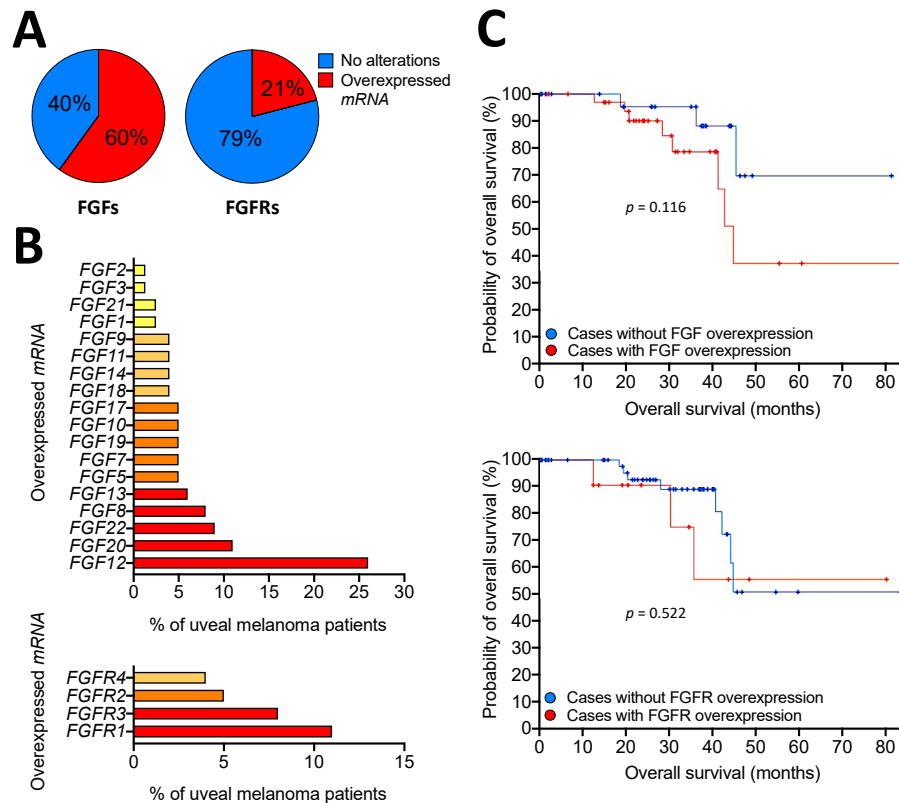 A
No alterations
Overexpressed
mRNA
40%
60%
21%
79%
FGFs
FGFRs
B
Overexpressed mRNA
FGF2
FGF3
FGF21
FGF1
FGF9
FGF11
FGF14
FGF18
FGF17
FGF10
FGF19
FGF7
FGF5
FGF13
FGF8
FGF22
FGF20
FGF12
0 5 10 15 20 25 30
% of uveal melanoma patients
Overexpressed mRNA
FGFR4
FGFR2
FGFR3
FGFR1
0 5 10 15
% of uveal melanoma patients
C
Probability of overall survival (%)
100
90
80
70
60
50
40
30
20
10
0
p = 0.116
Cases without FGF overexpression
Cases with FGF overexpression
0 10 20 30 40 50 60 70 80
Overall survival (months)
Probability of overall survival (%)
100
90
80
70
60
50
40
30
20
10
0
p = 0.522
Cases without FGFR overexpression
Cases with FGFR overexpression
0 10 20 30 40 50 60 70 80
Overall survival (months)